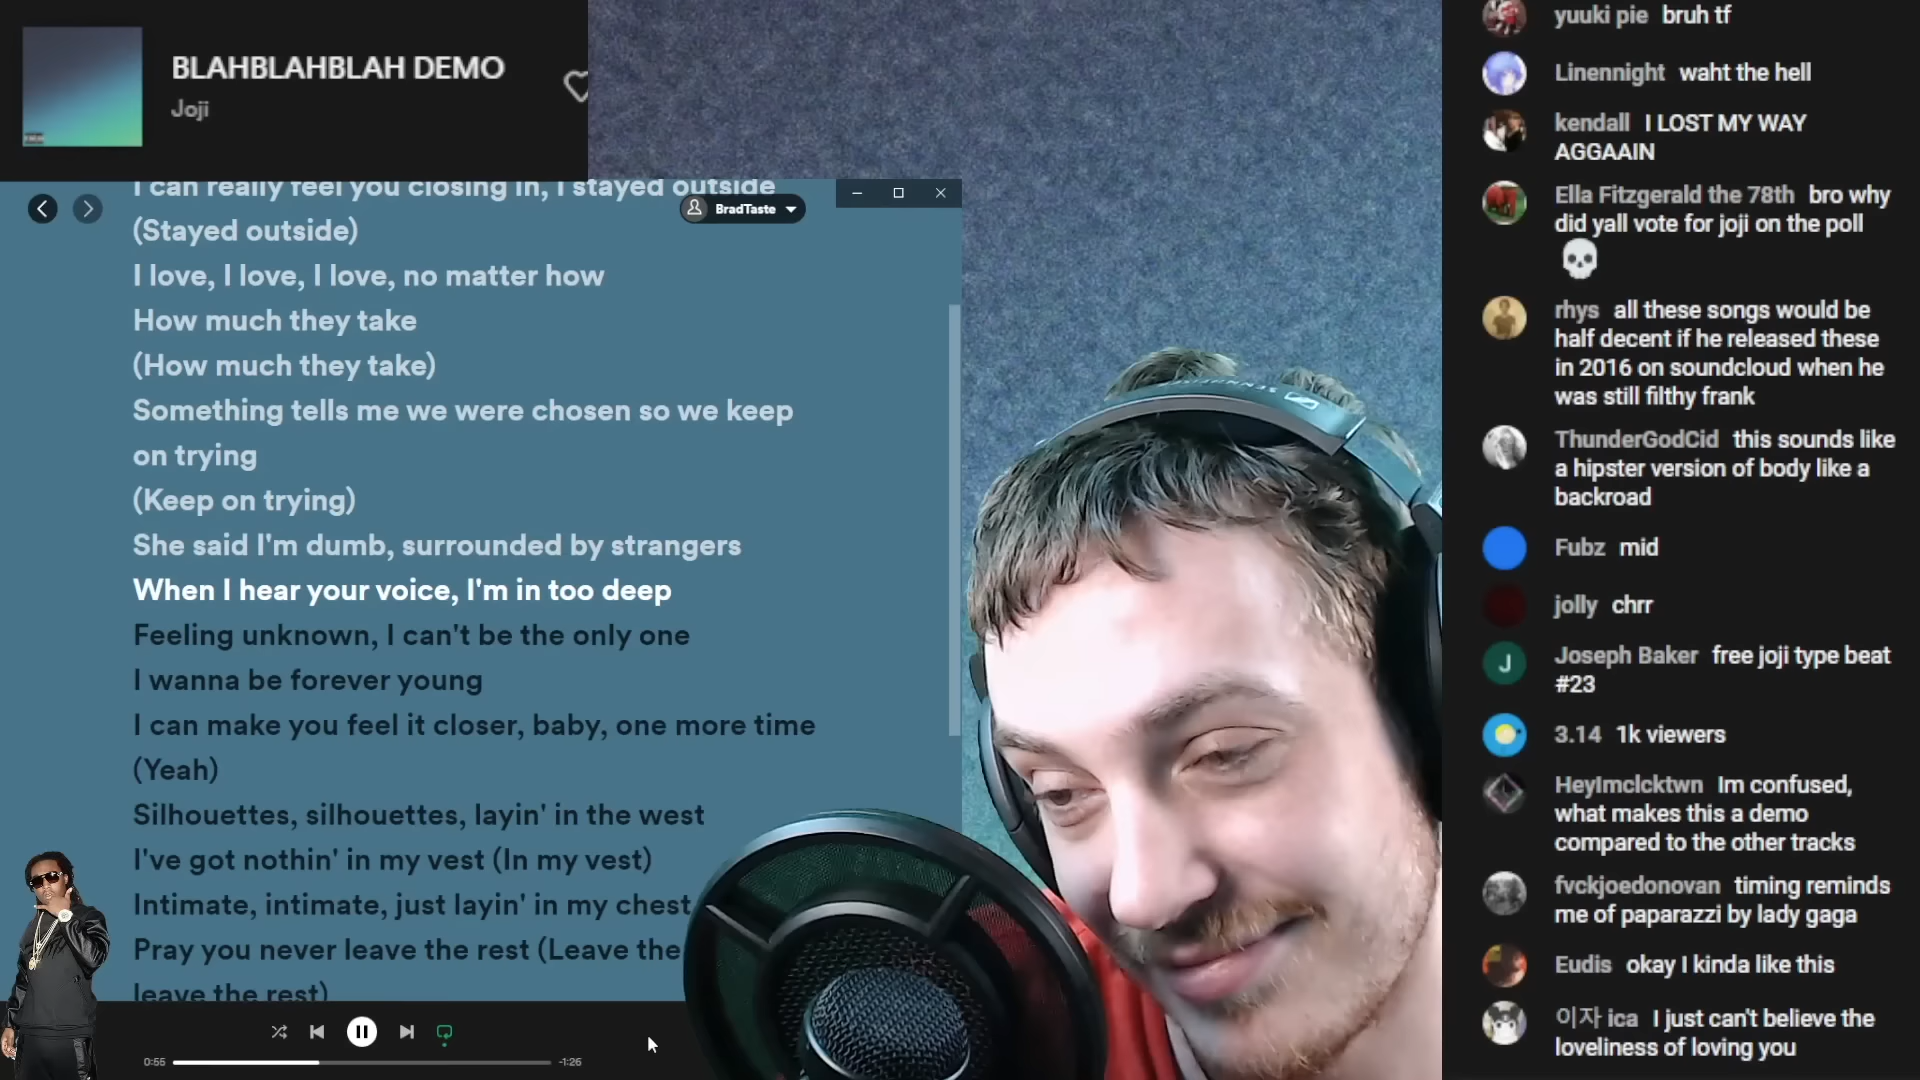 BLAHBLAHBLAH DEMO
Joji
BradTaste
I can really feel you closing in, I stayed outside
(Stayed outside)
I love, I love, I love, no matter how
How much they take
(How much they take)
Something tells me we were chosen so we keep
on trying
(Keep on trying)
She said I'm dumb, surrounded by strangers
When I hear your voice, I'm in too deep
Feeling unknown, I can't be the only one
I wanna be forever young
I can make you feel it closer, baby, one more time
(Yeah)
Silhouettes, silhouettes, layin' in the west
I've got nothin' in my vest (In my vest)
Intimate, intimate, just layin' in my chest
Pray you never leave the rest (Leave the
leave the rest)
0:55
-1:26
SENNHEISER
yuuki pie bruh tf
Linennight waht the hell
kendall I LOST MY WAY
AGGAAIN
Ella Fitzgerald the 78th bro why
did yall vote for joji on the poll
💀
rhys all these songs would be
half decent if he released these
in 2016 on soundcloud when he
was still filthy frank
ThunderGodCid this sounds like
a hipster version of body like a
backroad
Fubz mid
jolly chrr
J
Joseph Baker free joji type beat
#23
3.14 1k viewers
HeyImclcktwn Im confused,
what makes this a demo
compared to the other tracks
fvckjoedonovan timing reminds
me of paparazzi by lady gaga
Eudis okay I kinda like this
이자 ica I just can't believe the
loveliness of loving you